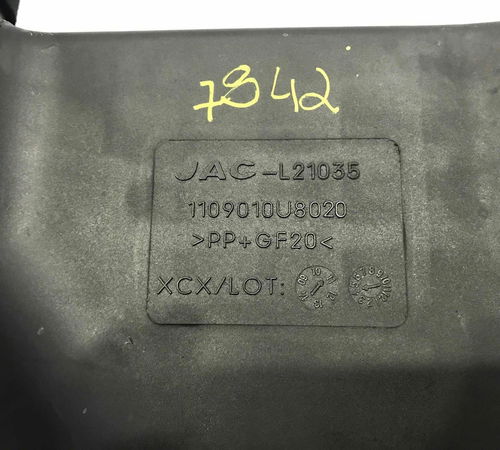 7842
JAC-L21035
1109010U8020
>PP+GF20<
XCX/LOT: